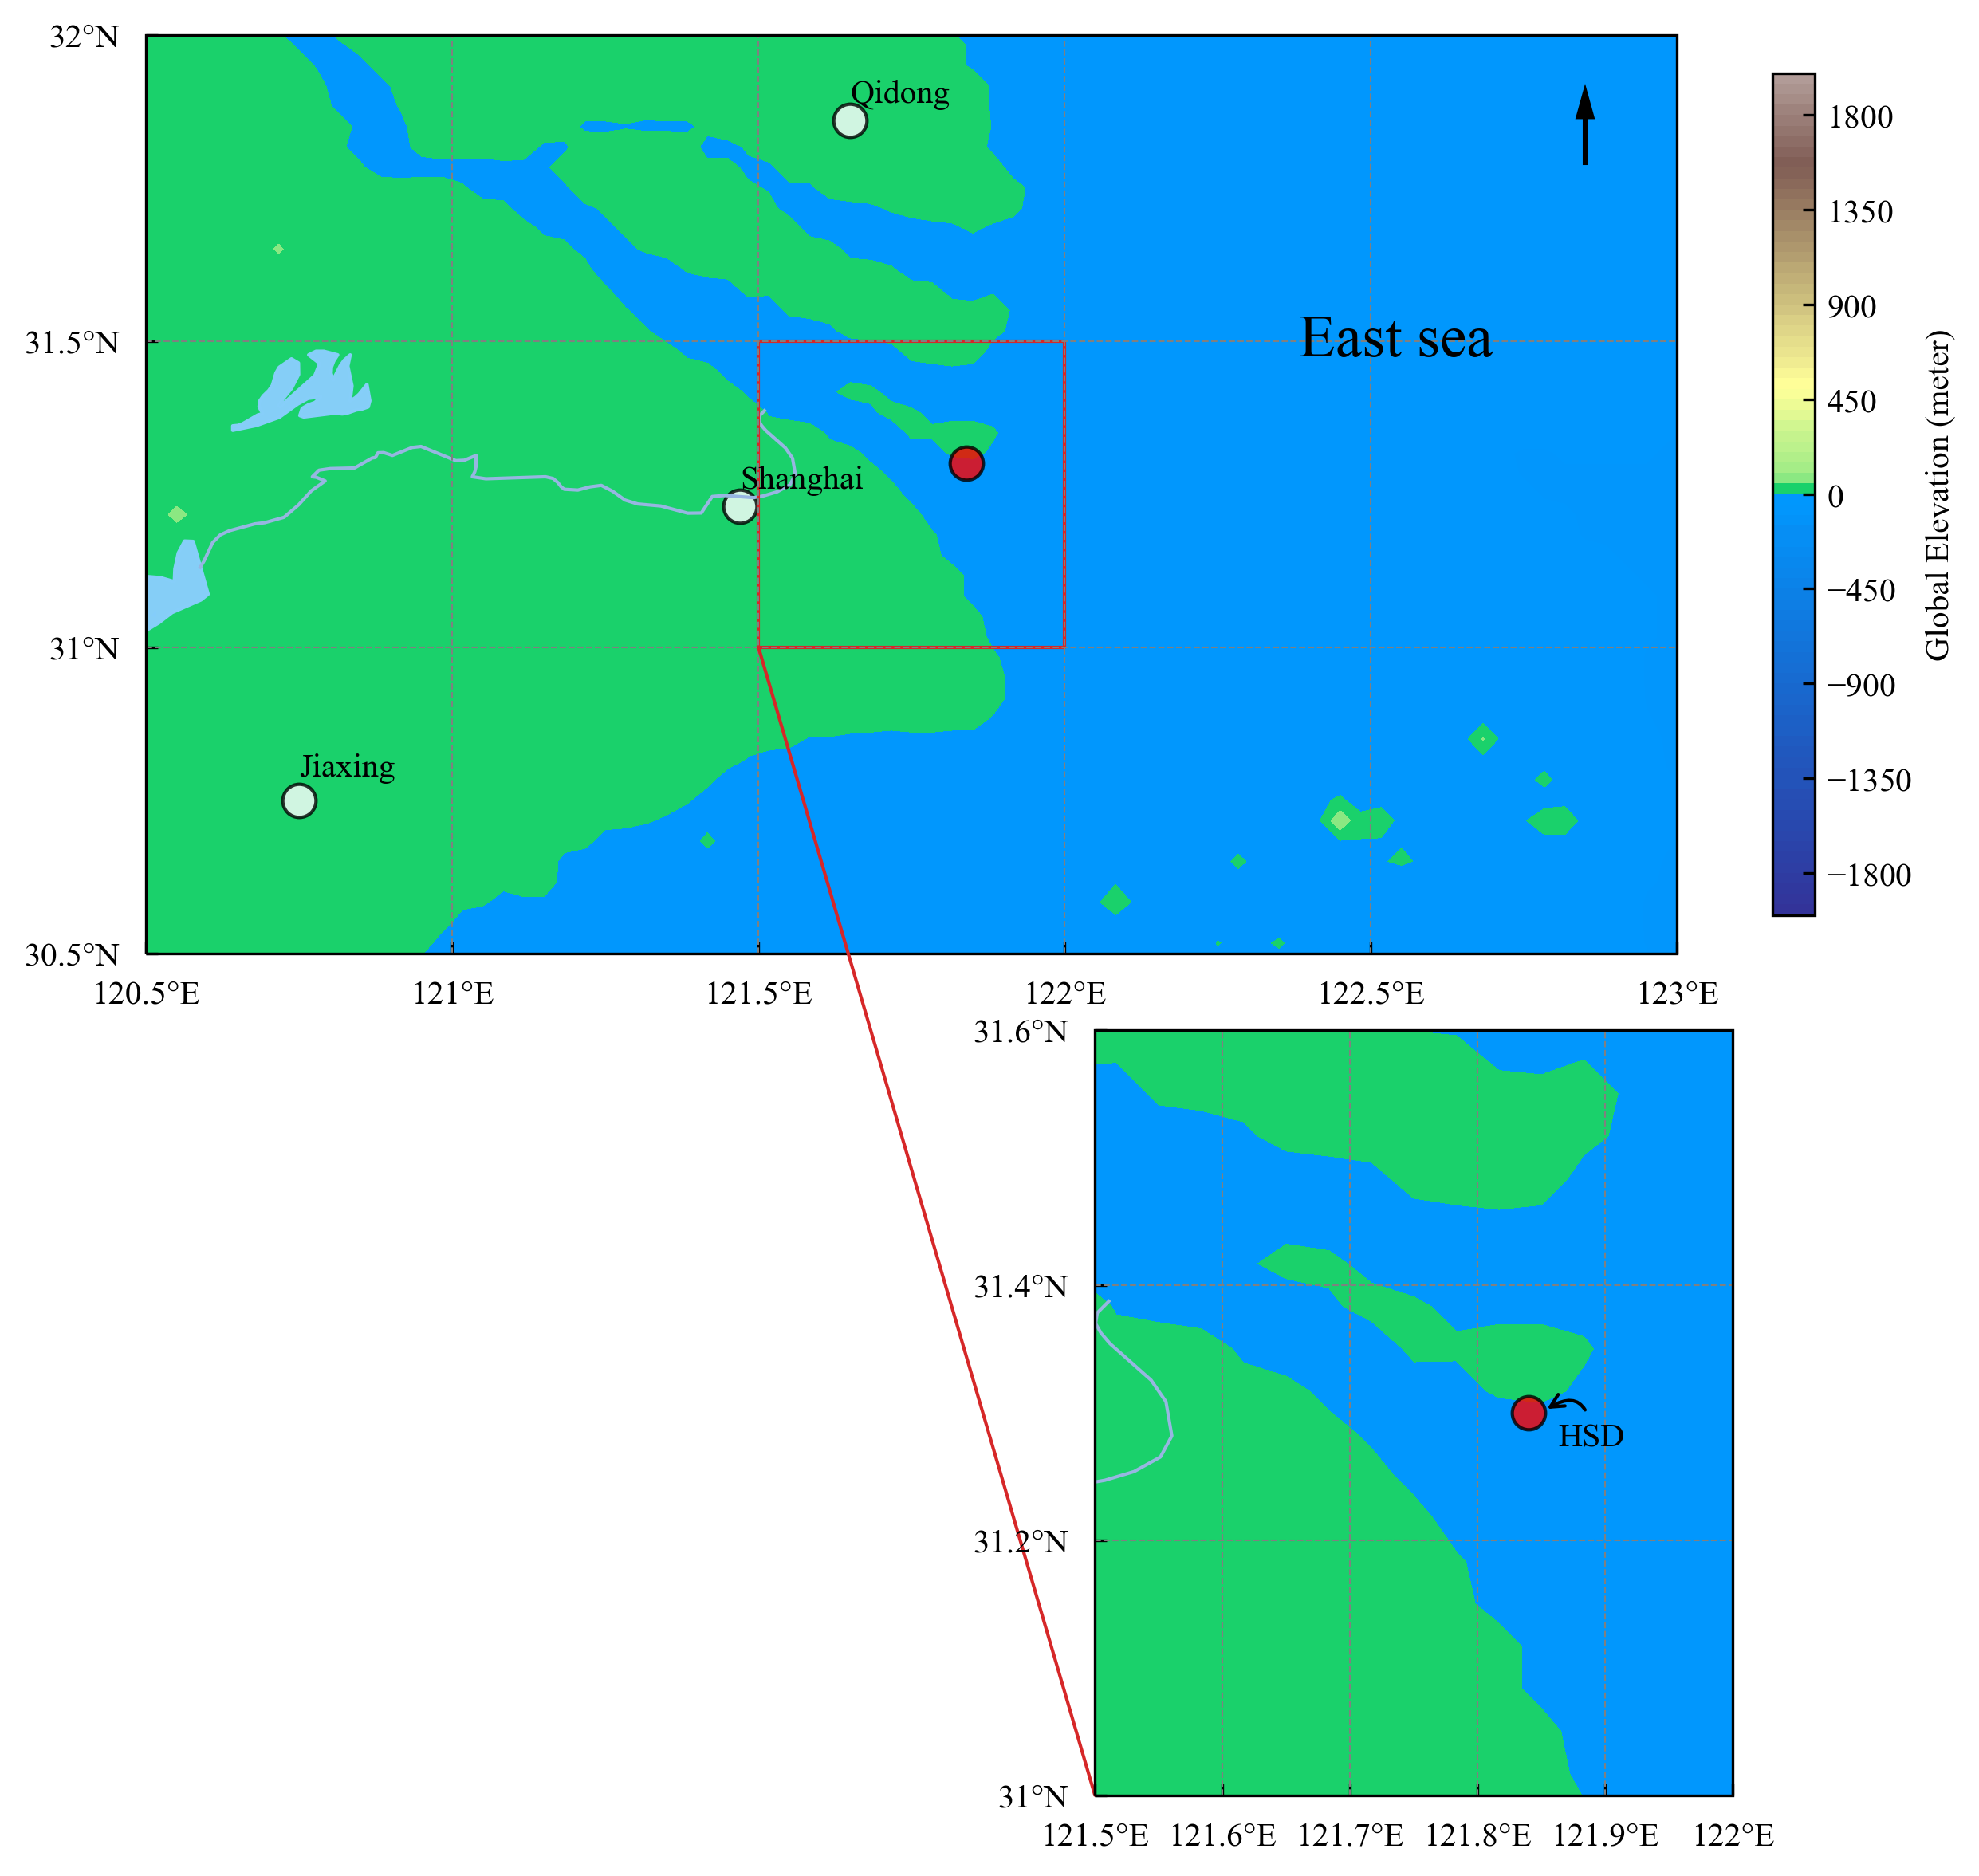 32°N
31.5°N
31°N
30.5°N
120.5°E
121°E
121.5°E
122°E
122.5°E
123°E
Qidong
East sea
Shanghai
Jiaxing
1800
1350
900
450
0
−450
−900
−1350
−1800
Global Elevation (meter)
31.6°N
31.4°N
31.2°N
31°N
HSD
121.5°E
121.6°E
121.7°E
121.8°E
121.9°E
122°E